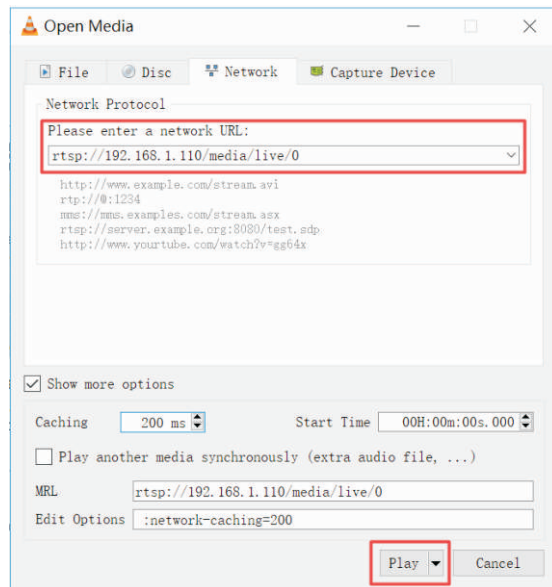 Open Media
File Disc Network Capture Device
Network Protocol
Please enter a network URL:
rtsp://192.168.1.110/media/live/0
http://www.example.com/stream.avi
rtp://@:1234
mms://mms.examples.com/stream.asx
rtsp://server.example.org:8080/test.sdp
http://www.yourtube.com/watch?v=gg64x
Show more options
Caching 200 ms Start Time 00H:00m:00s.000
Play another media synchronously (extra audio file, ...)
MRL rtsp://192.168.1.110/media/live/0
Edit Options :network-caching=200
Play Cancel